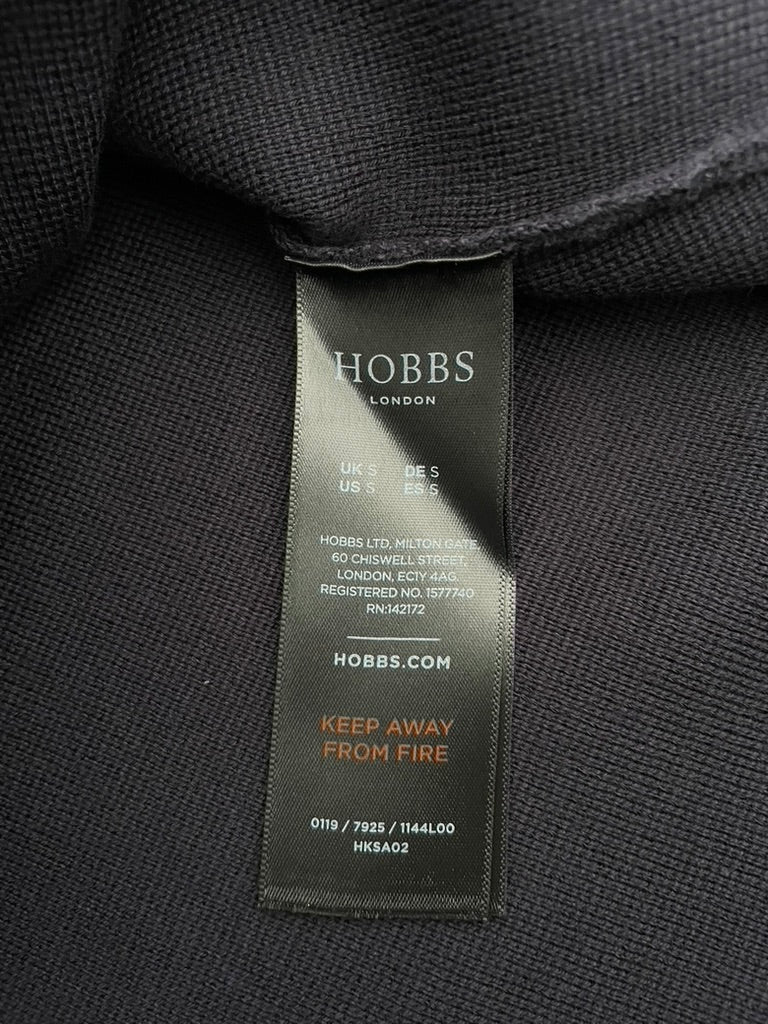 HOBBS
LONDON
UK S DE S
US S ES S
HOBBS LTD, MILTON GATE
60 CHISWELL STREET,
LONDON, EC1Y 4AG.
REGISTERED NO. 1577740
RN:142172
HOBBS.COM
KEEP AWAY
FROM FIRE
0119 / 7925 / 1144L00
HKSA02